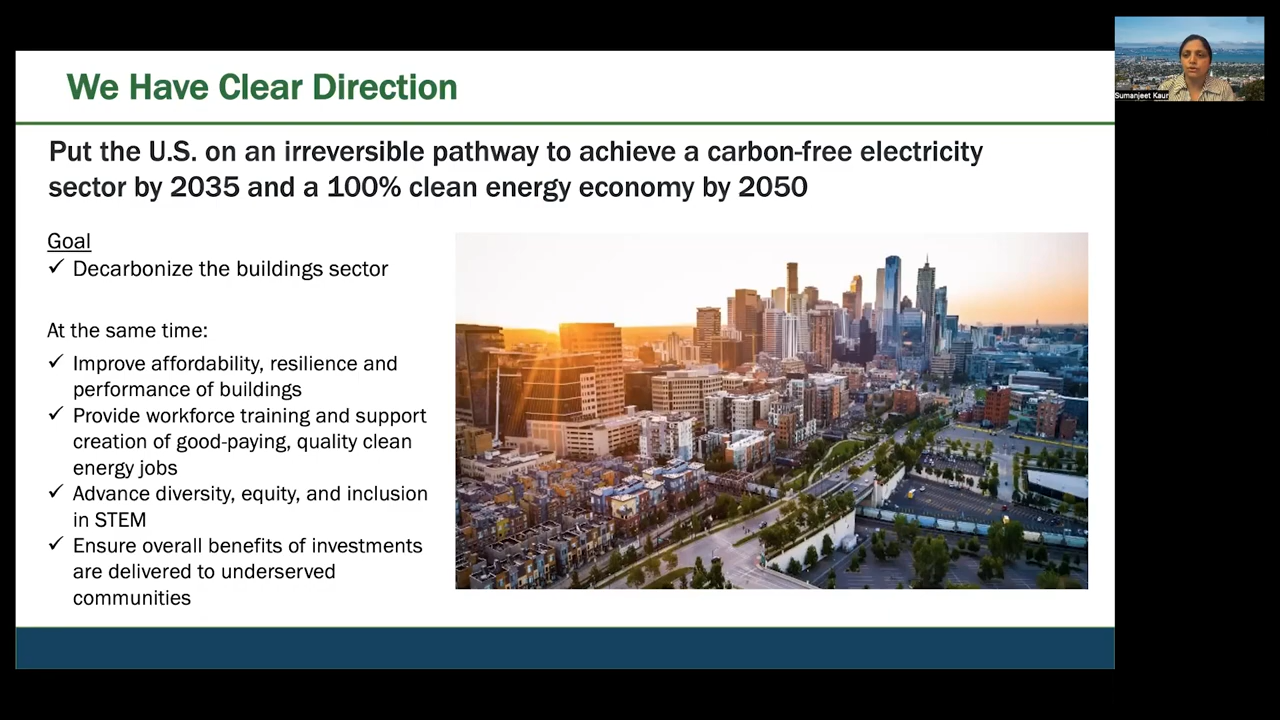 We Have Clear Direction
Sumanjeet Kaur
Put the U.S. on an irreversible pathway to achieve a carbon-free electricity
sector by 2035 and a 100% clean energy economy by 2050
Goal
✓ Decarbonize the buildings sector
At the same time:
✓ Improve affordability, resilience and
performance of buildings
✓ Provide workforce training and support
creation of good-paying, quality clean
energy jobs
✓ Advance diversity, equity, and inclusion
in STEM
✓ Ensure overall benefits of investments
are delivered to underserved
communities